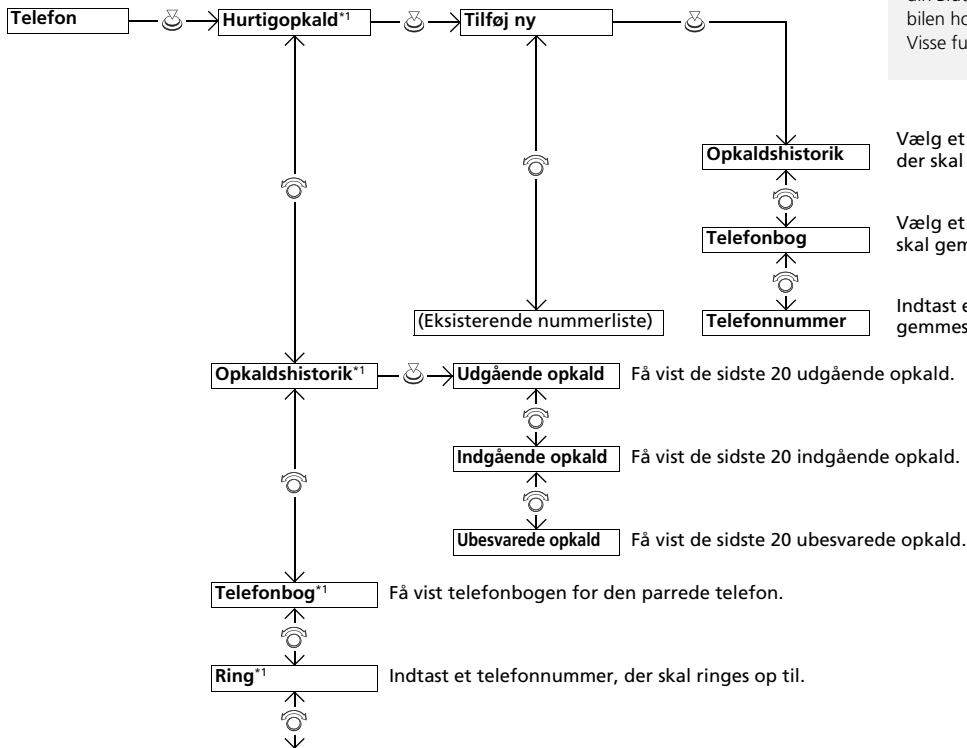 din Blu
bilen ho
Visse fu
Telefon
Hurtigopkald*1
Tilføj ny
Opkaldshistorik
Vælg et
der skal
Telefonbog
Vælg et
skal gem
(Eksisterende nummerliste)
Telefonnummer
Indtast e
gemmes
Opkaldshistorik*1
Udgående opkald
Få vist de sidste 20 udgående opkald.
Indgående opkald
Få vist de sidste 20 indgående opkald.
Ubesvarede opkald
Få vist de sidste 20 ubesvarede opkald.
Telefonbog*1
Få vist telefonbogen for den parrede telefon.
Ring*1
Indtast et telefonnummer, der skal ringes op til.